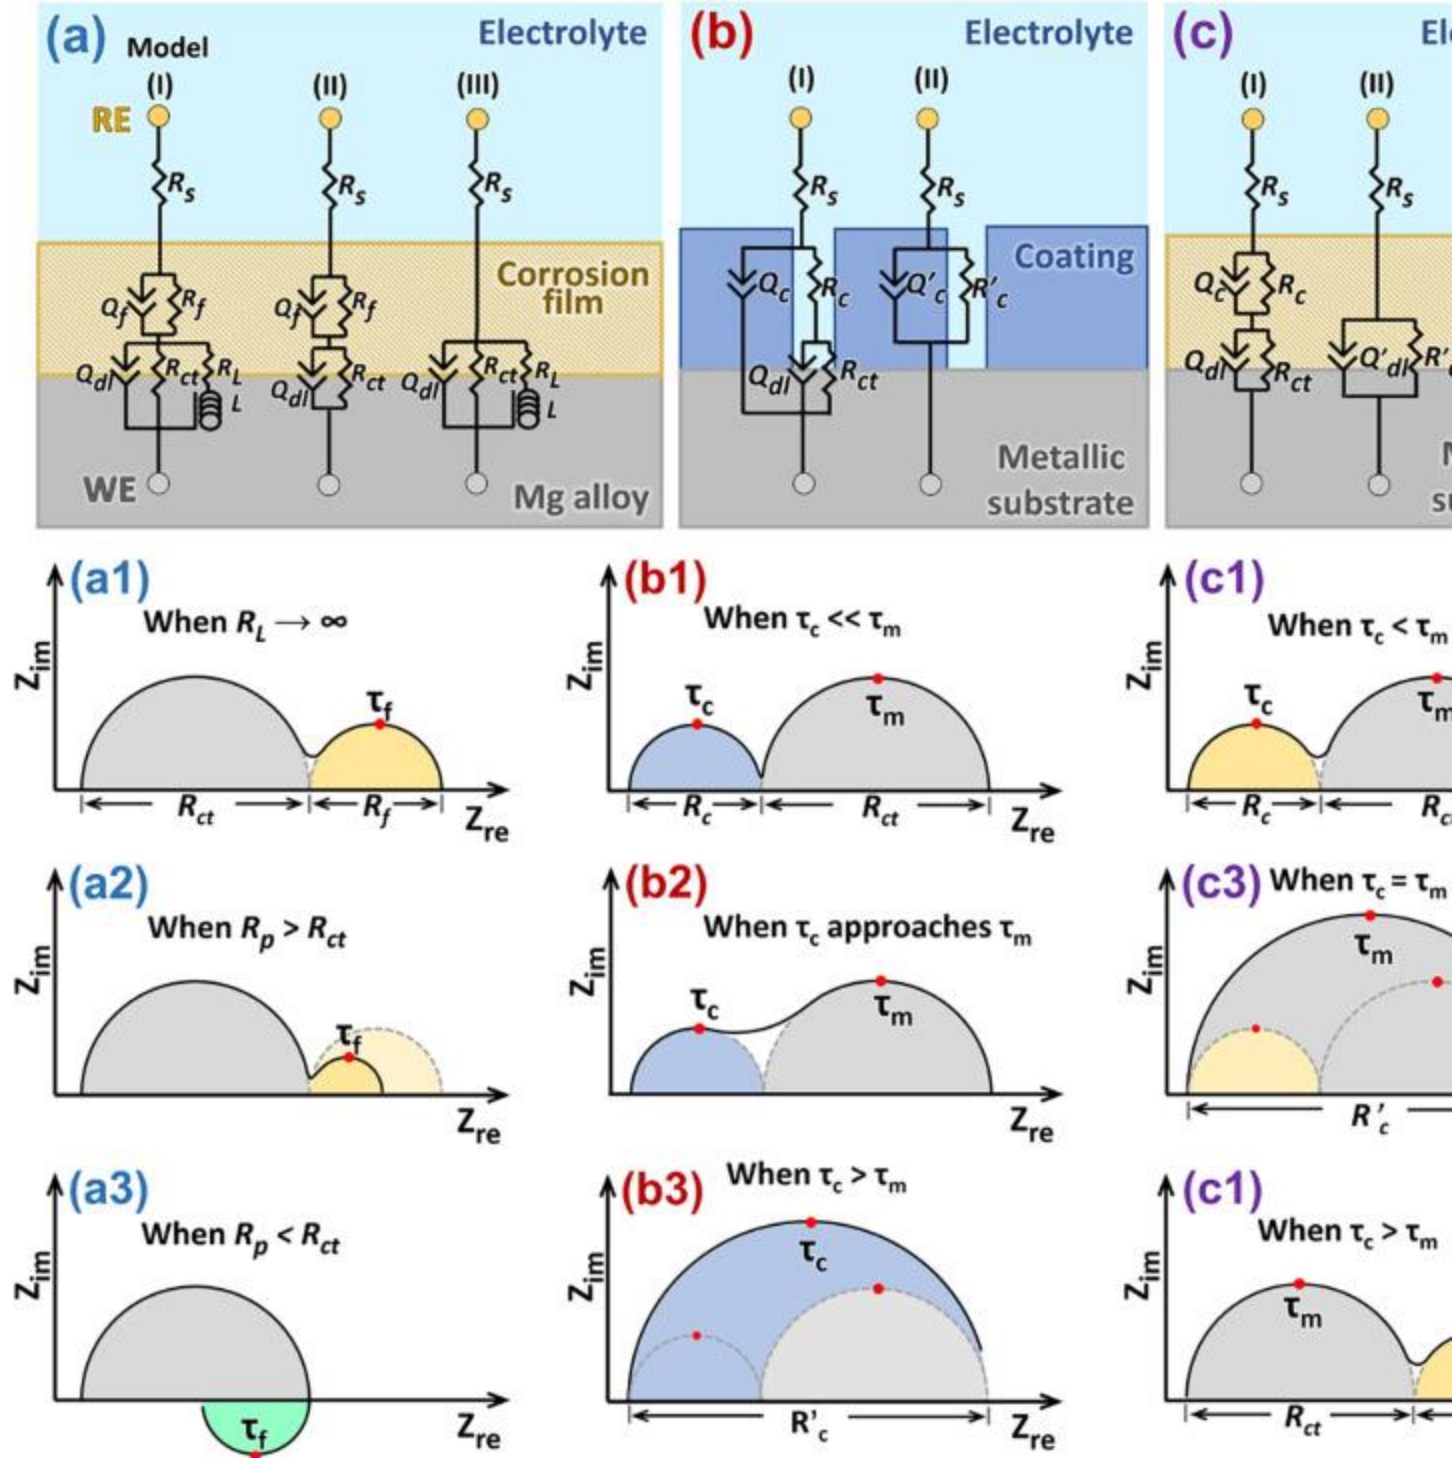 (a) Model Electrolyte
(I) (II) (III)
RE
Rs Rs Rs
Corrosion
film
Qf Rf Qf Rf
Qdl Rct RL L Qdl Rct Qdl Rct RL L
WE
Mg alloy
(b) Electrolyte
(I) (II)
Rs Rs
Coating
Qc Rc Q'c R'c
Qdl Rct
Metallic
substrate
(c)
(I) (II)
Rs Rs
Qc Rc
Qdl Rct Q'dl
(a1)
When RL → ∞
Zim
τf
Rct Rf
Zre
(b1)
When τc << τm
Zim
τc τm
Rc Rct
Zre
(c1)
When τc < τm
Zim
τc τm
Rc
(a2)
When Rp > Rct
Zim
τf
Zre
(b2)
When τc approaches τm
Zim
τc τm
Zre
(c3) When τc = τm
Zim
τm
R'c
(a3)
When Rp < Rct
Zim
τf
Zre
(b3) When τc > τm
Zim
τc
R'c
Zre
(c1)
When τc > τm
Zim
τm
Rct